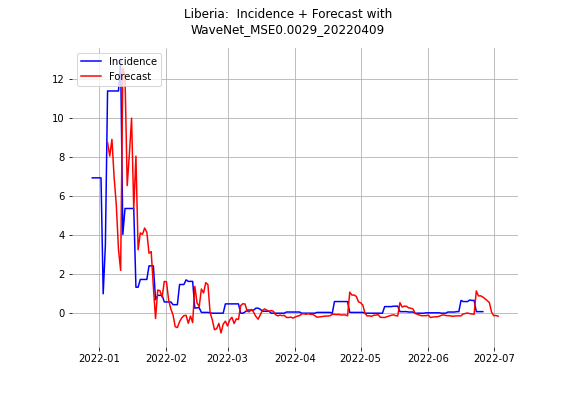 Liberia:  Incidence + Forecast with
WaveNet_MSE0.0029_20220409
Incidence
Forecast
12
10
8
6
4
2
0
2022-01 2022-02 2022-03 2022-04 2022-05 2022-06 2022-07